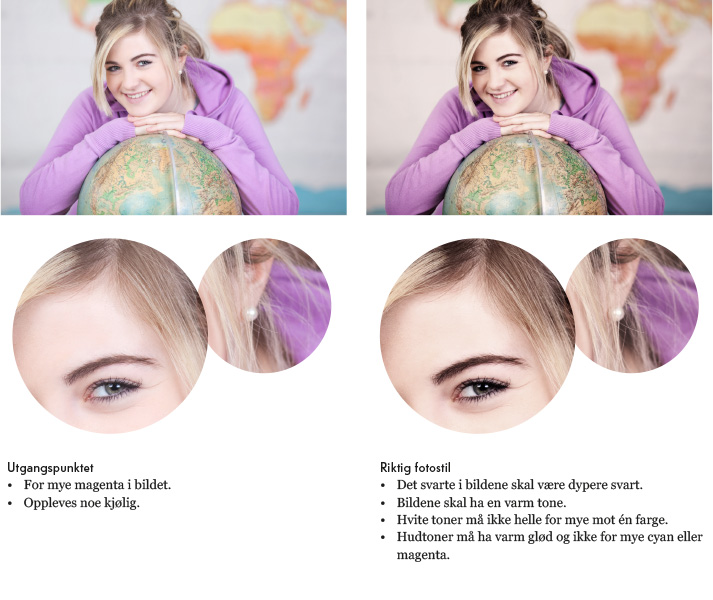 Utgangspunktet
• For mye magenta i bildet.
• Oppleves noe kjølig.
Riktig fotostil
• Det svarte i bildene skal være dypere svart.
• Bildene skal ha en varm tone.
• Hvite toner må ikke helle for mye mot én farge.
• Hudtoner må ha varm glød og ikke for mye cyan eller
magenta.